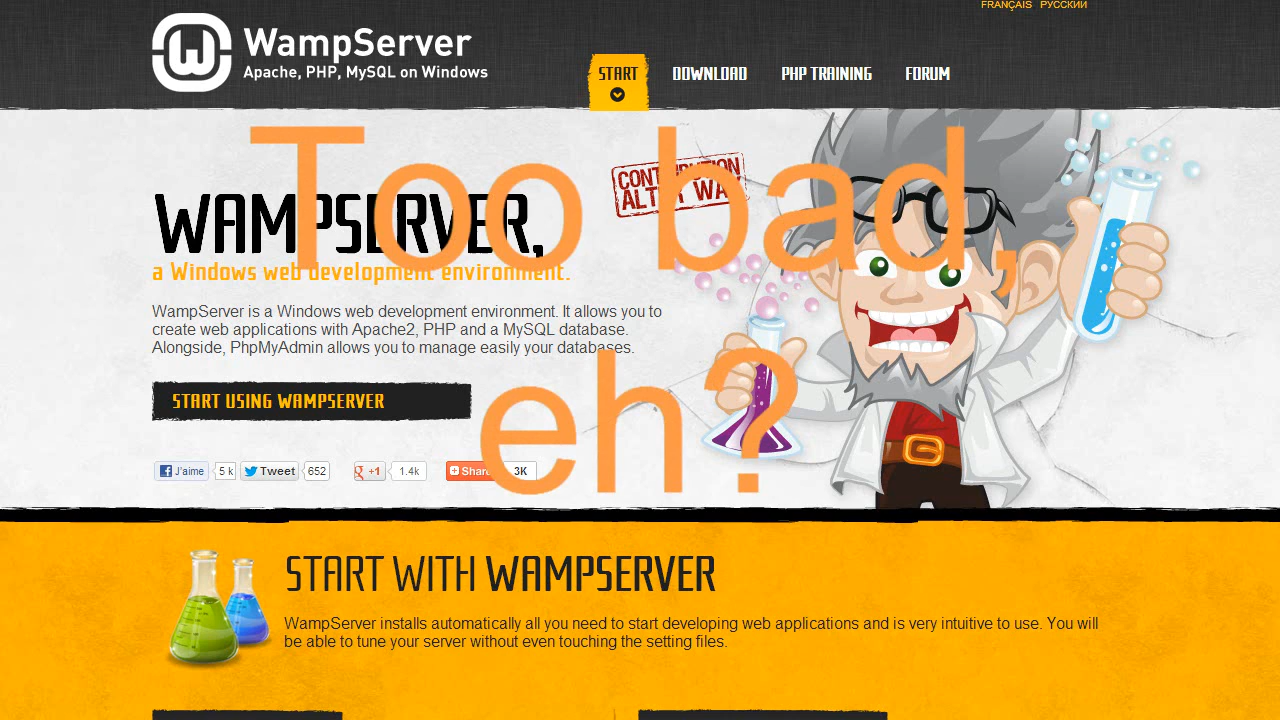 FRANÇAIS РУССКИЙ
WampServer
Apache, PHP, MySQL on Windows
START DOWNLOAD PHP TRAINING FORUM
Too bad,
eh?
WAMPSERVER,
a Windows web development environment.
WampServer is a Windows web development environment. It allows you to
create web applications with Apache2, PHP and a MySQL database.
Alongside, PhpMyAdmin allows you to manage easily your databases.
START USING WAMPSERVER
J'aime 5 k Tweet 652 +1 1.4k Share 3K
START WITH WAMPSERVER
WampServer installs automatically all you need to start developing web applications and is very intuitive to use. You will
be able to tune your server without even touching the setting files.